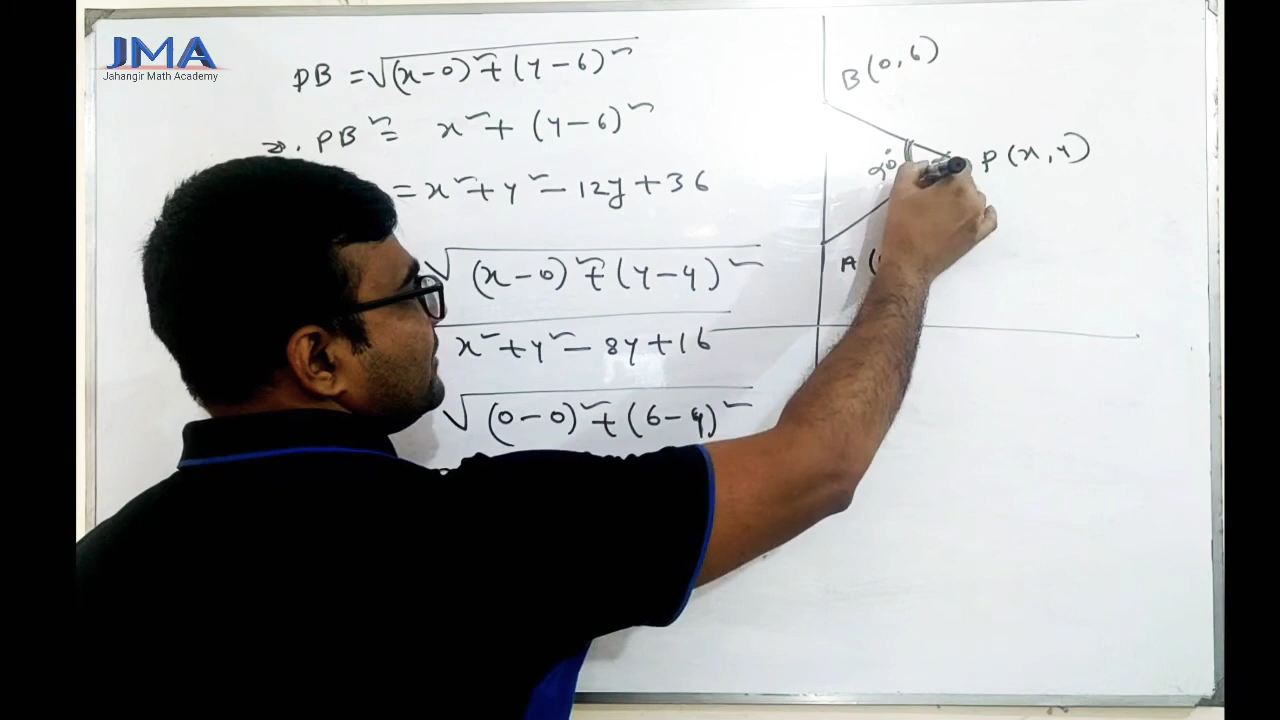 JMA
Jahangir Math Academy
PB = √(x-0)² + (y-6)²
⇒. PB² = x² + (y-6)²
= x² + y² - 12y + 36
√(x-0)² + (y-4)²
x² + y² - 8y + 16
√(0-0)² + (6-4)²
B (0, 6)
P (x, y)
A (